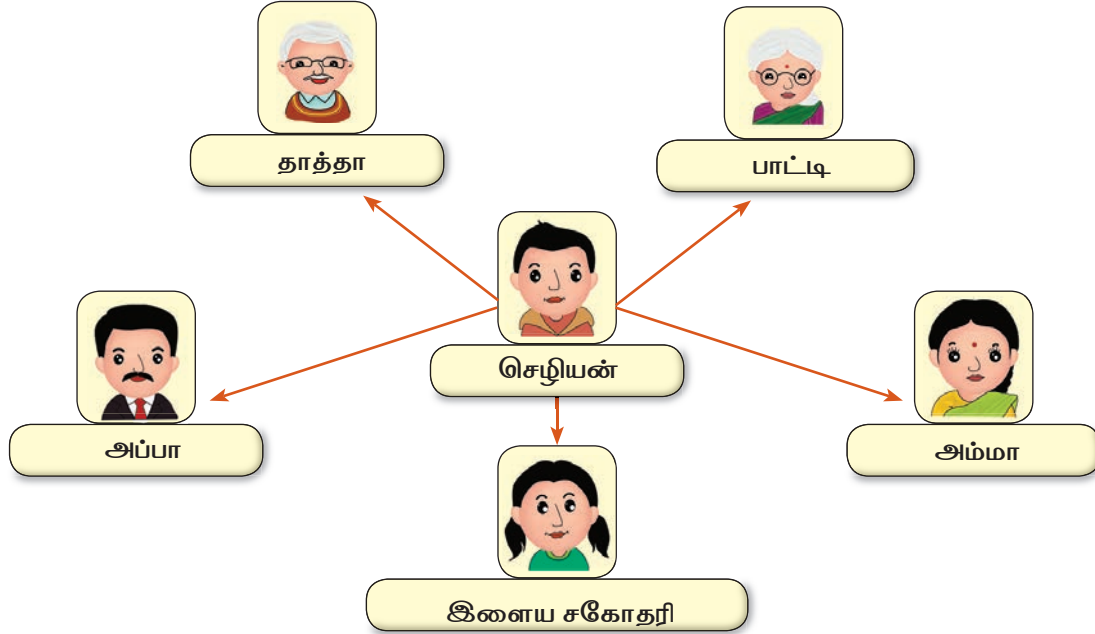 தாத்தா
பாட்டி
செழியன்
அப்பா
அம்மா
இளைய சகோதரி